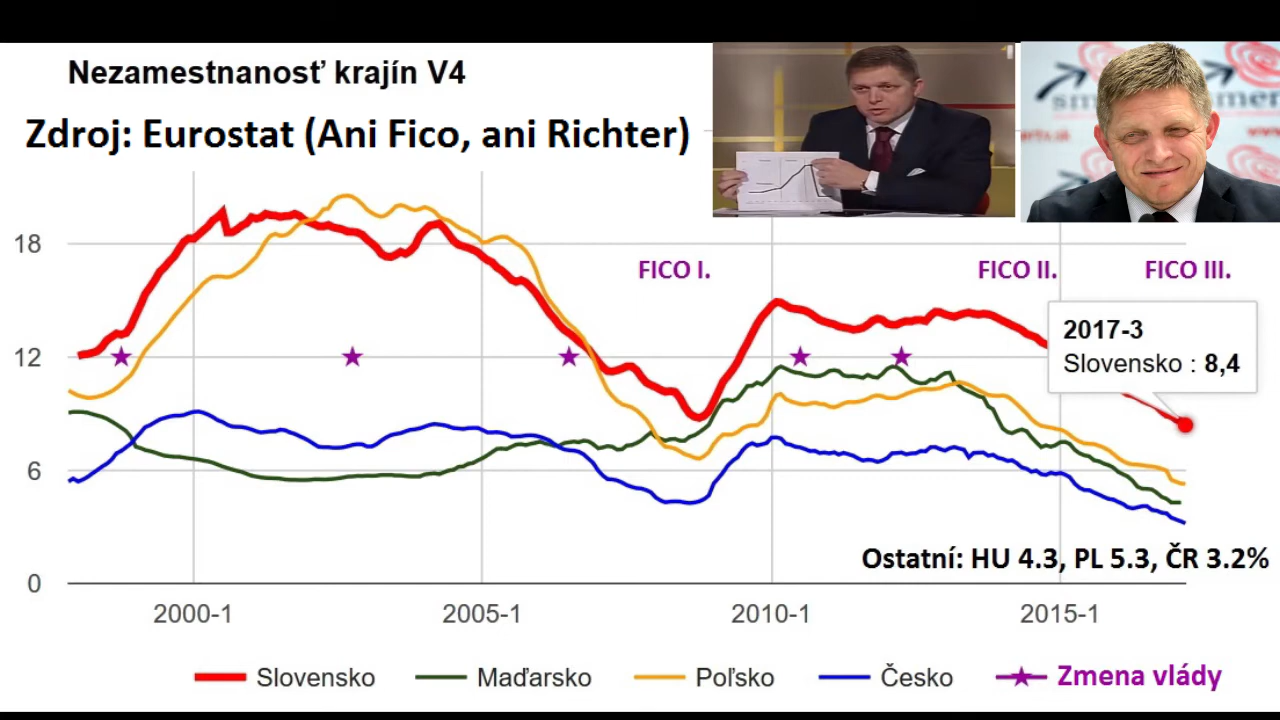 Nezamestnanosť krajín V4
Zdroj: Eurostat (Ani Fico, ani Richter)
18
12
6
0
FICO I.
FICO II.
FICO III.
2017-3
Slovensko : 8,4
Ostatní: HU 4.3, PL 5.3, ČR 3.2%
2000-1
2005-1
2010-1
2015-1
Slovensko
Maďarsko
Poľsko
Česko
Zmena vlády